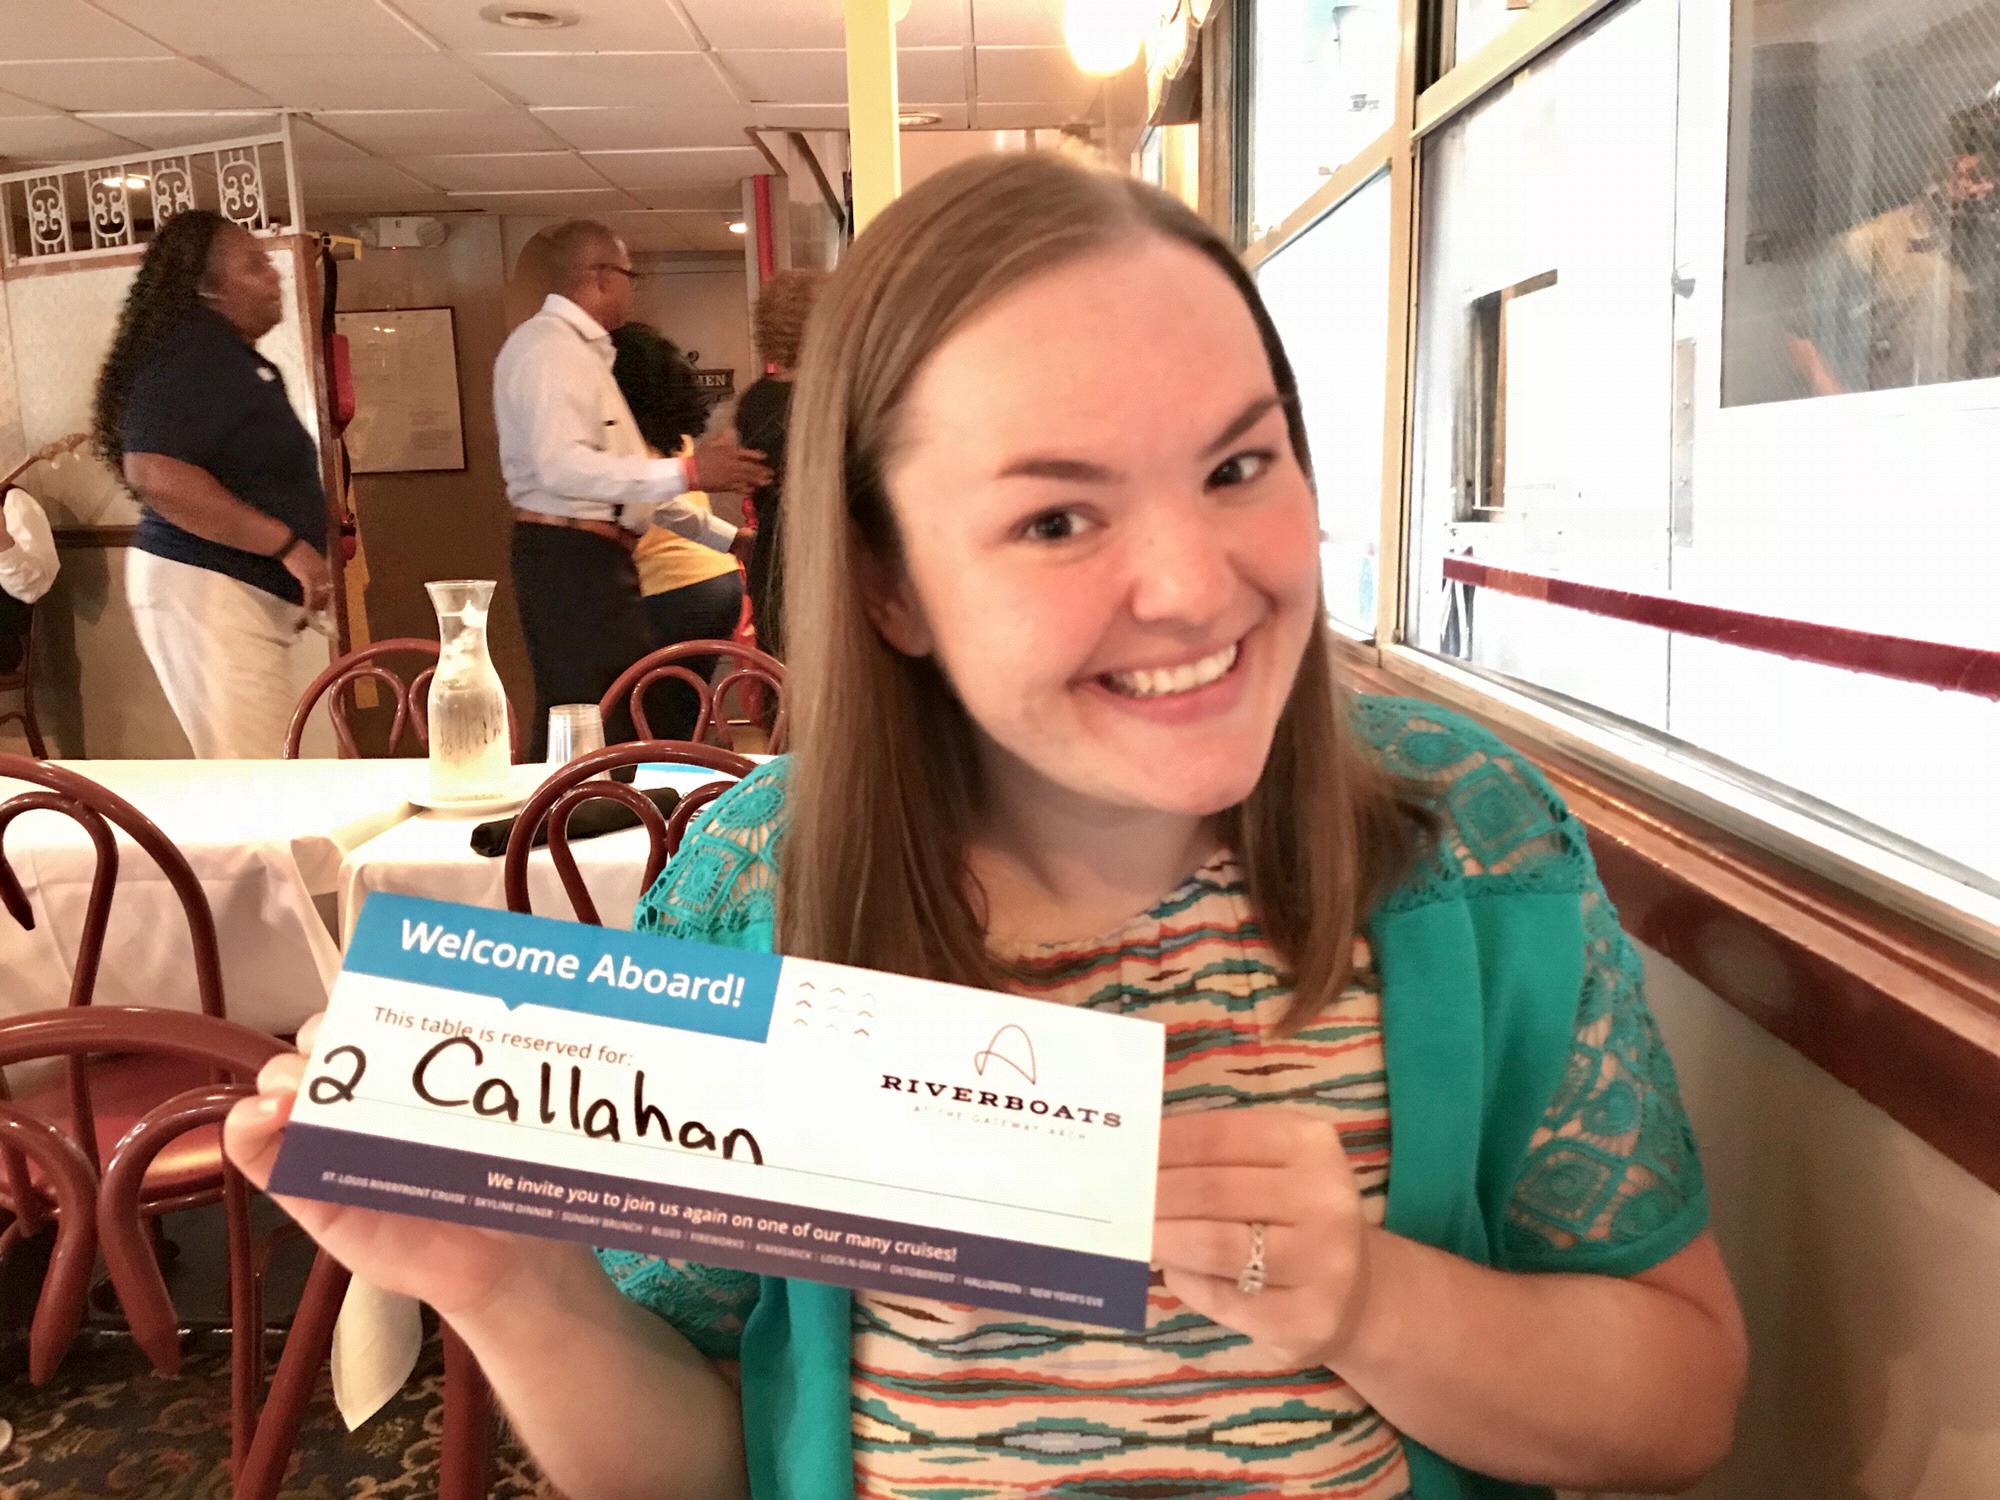 E
MEN
Welcome Aboard!
This table is reserved for:
2 Callahan
RIVERBOATS
AT THE GATEWAY ARCH
We invite you to join us again on one of our many cruises!
ST. LOUIS RIVERFRONT CRUISE | SKYLINE DINNER | SUNDAY BRUNCH | BLUES | FIREWORKS | KIMMSWICK | LOCK-N-DAM | OKTOBERFEST | HALLOWEEN | NEW YEAR'S EVE